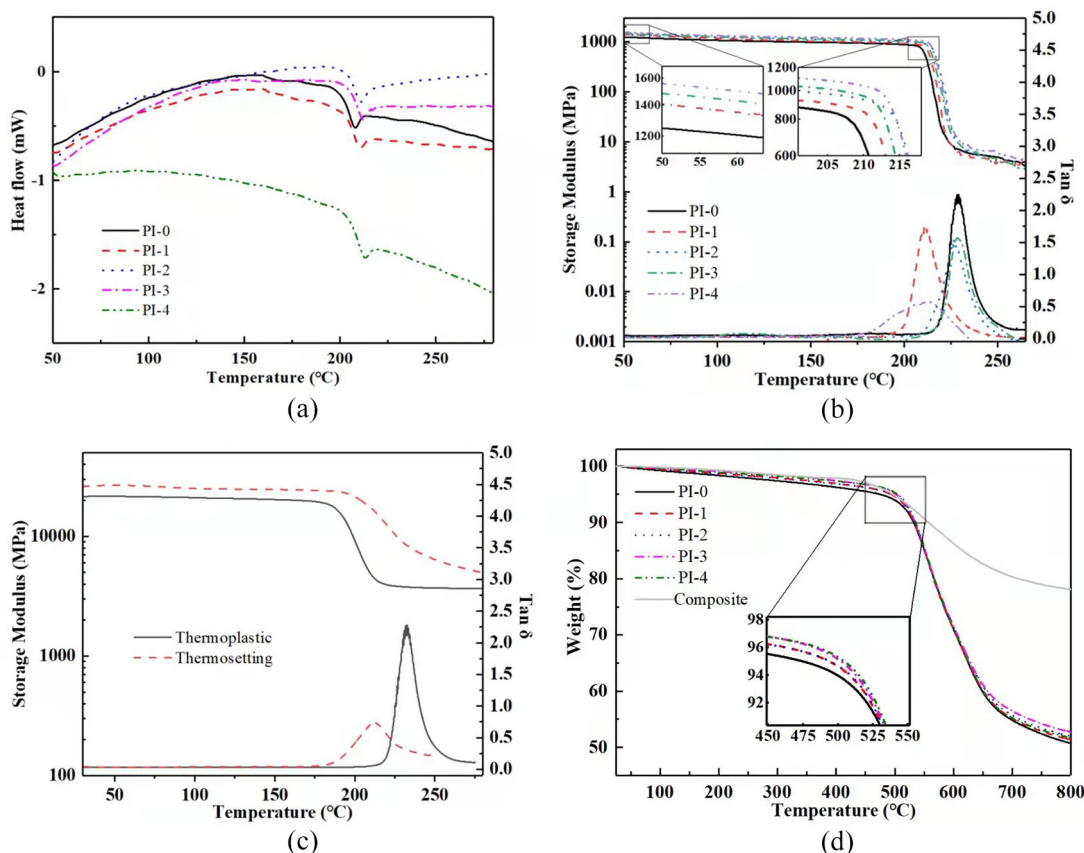 0
-1
-2
Heat flow (mW)
PI-0
PI-1
PI-2
PI-3
PI-4
50
100
150
200
250
Temperature (℃)
(a)
1000
100
10
1
0.1
0.01
0.001
Storage Modulus (MPa)
1600
1400
1200
50 55 60
1200
1000
800
600
205 210 215
PI-0
PI-1
PI-2
PI-3
PI-4
5.0
4.5
4.0
3.5
3.0
2.5
2.0
1.5
1.0
0.5
0.0
Tan δ
50
100
150
200
250
Temperature (℃)
(b)
10000
1000
100
Storage Modulus (MPa)
Thermoplastic
Thermosetting
5.0
4.5
4.0
3.5
3.0
2.5
2.0
1.5
1.0
0.5
0.0
Tan δ
50
100
150
200
250
Temperature (℃)
(c)
100
90
80
70
60
50
Weight (%)
PI-0
PI-1
PI-2
PI-3
PI-4
Composite
98
96
94
92
450 475 500 525 550
100 200 300 400 500 600 700 800
Temperature (℃)
(d)